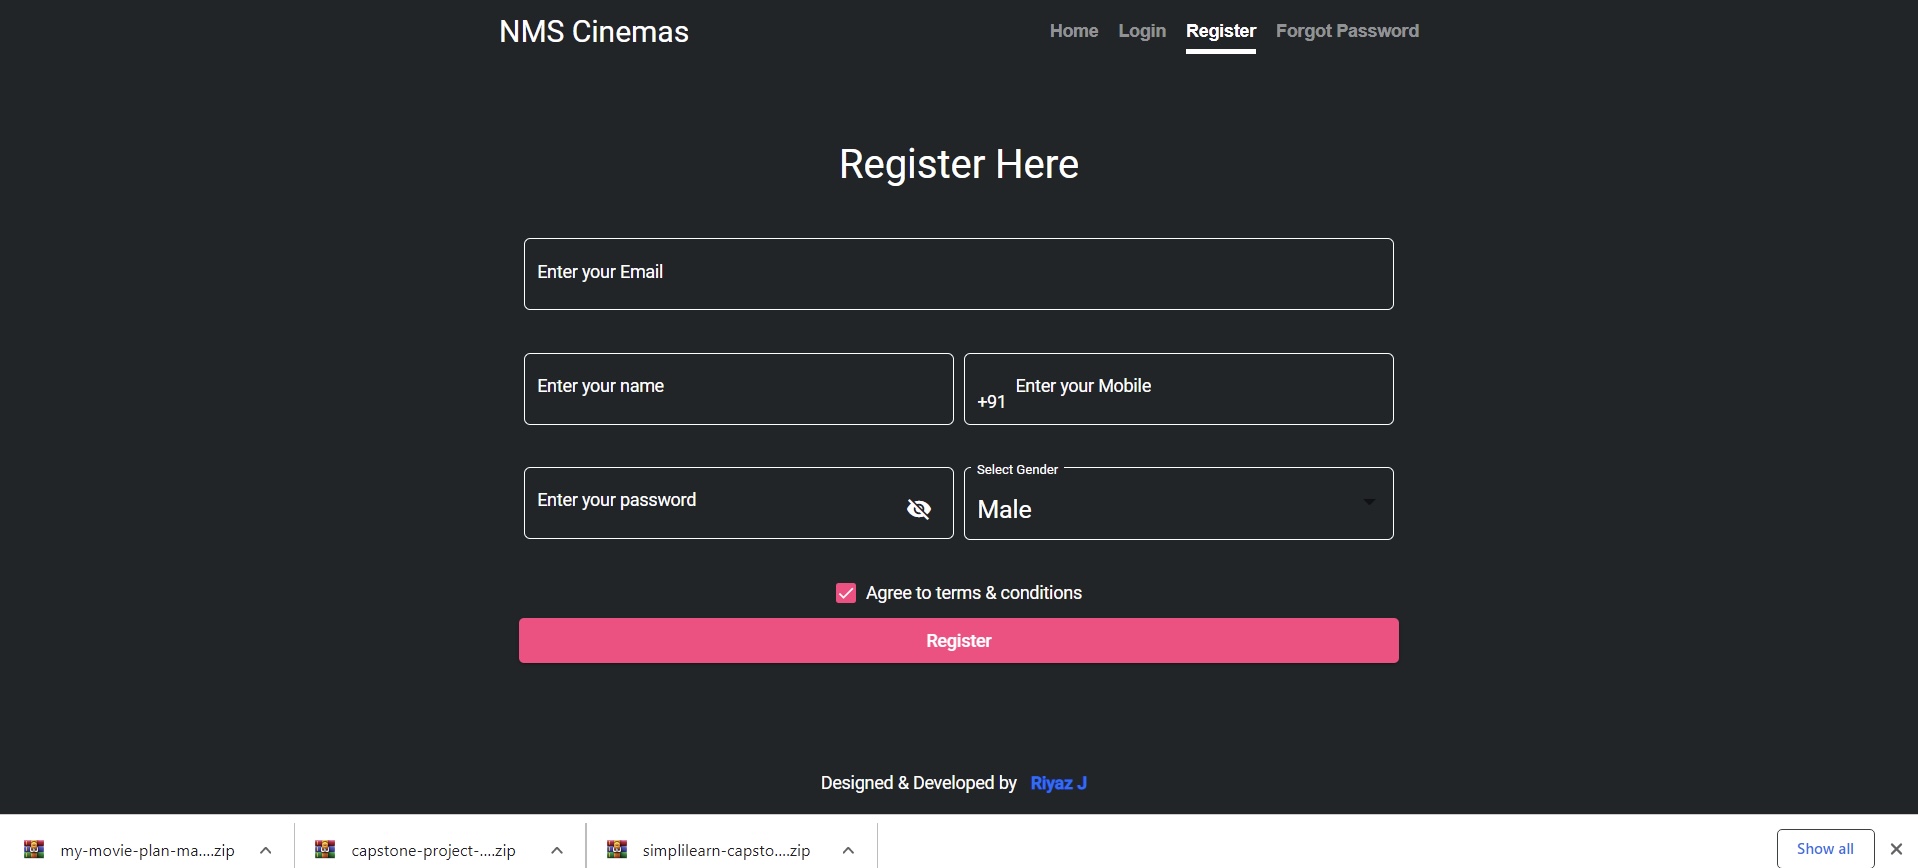 NMS Cinemas
Home Login Register Forgot Password
Register Here
Enter your Email
Enter your name
+91 Enter your Mobile
Enter your password
Select Gender
Male
Agree to terms & conditions
Register
Designed & Developed by Riyaz J
my-movie-plan-ma....zip
capstone-project-....zip
simplilearn-capsto....zip
Show all